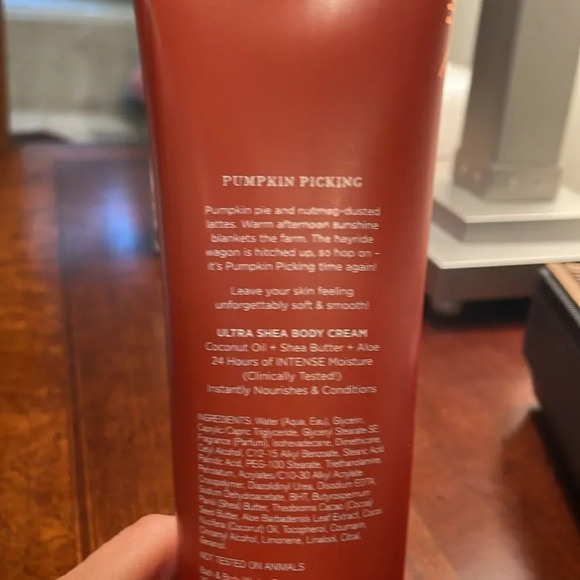 PUMPKIN PICKING
Pumpkin pie and nutmeg-dusted
lattes. Warm afternoon sunshine
blankets the farm. The hayride
wagon is hitched up, so hop on –
it's Pumpkin Picking time again!
Leave your skin feeling
unforgettably soft & smooth!
ULTRA SHEA BODY CREAM
Coconut Oil + Shea Butter + Aloe
24 Hours of INTENSE Moisture
(Clinically Tested!)
Instantly Nourishes & Conditions
INGREDIENTS: Water (Aqua, Eau), Glycerin,
Caprylic/Capric Triglyceride, Glyceryl Stearate SE,
Fragrance (Parfum), Isohexadecane, Dimethicone,
Cetyl Alcohol, C12-15 Alkyl Benzoate, Stearic Acid,
Palmitic Acid, PEG-100 Stearate, Triethanolamine,
Acrylates/C10-30 Alkyl Acrylate
Crosspolymer, Diazolidinyl Urea, Disodium EDTA,
Sodium Dehydroacetate, BHT, Butyrospermum
Parkii (Shea) Butter, Theobroma Cacao (Cocoa)
Seed Butter, Aloe Barbadensis Leaf Extract, Cocos
Nucifera (Coconut) Oil, Tocopherol, Coumarin,
Cinnamyl Alcohol, Limonene, Linalool, Citral,
Geraniol.
NOT TESTED ON ANIMALS
Bath & Body Works